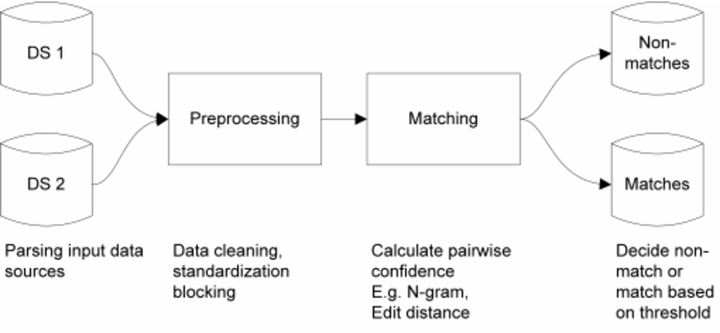 DS 1
DS 2
Preprocessing
Matching
Non-
matches
Matches
Parsing input data
sources
Data cleaning,
standardization
blocking
Calculate pairwise
confidence
E.g. N-gram,
Edit distance
Decide non-
match or
match based
on threshold